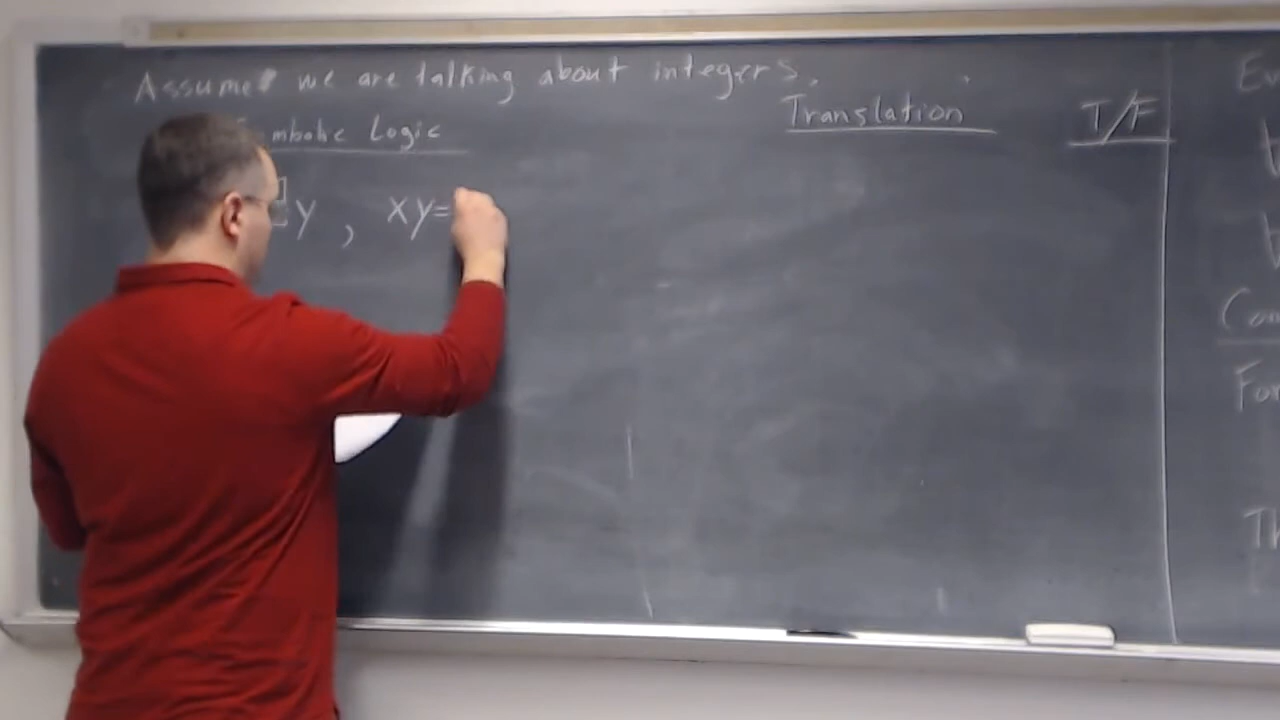 Assume we are talking about integers.
Symbolic Logic
Translation
T/F
∃y , xy=